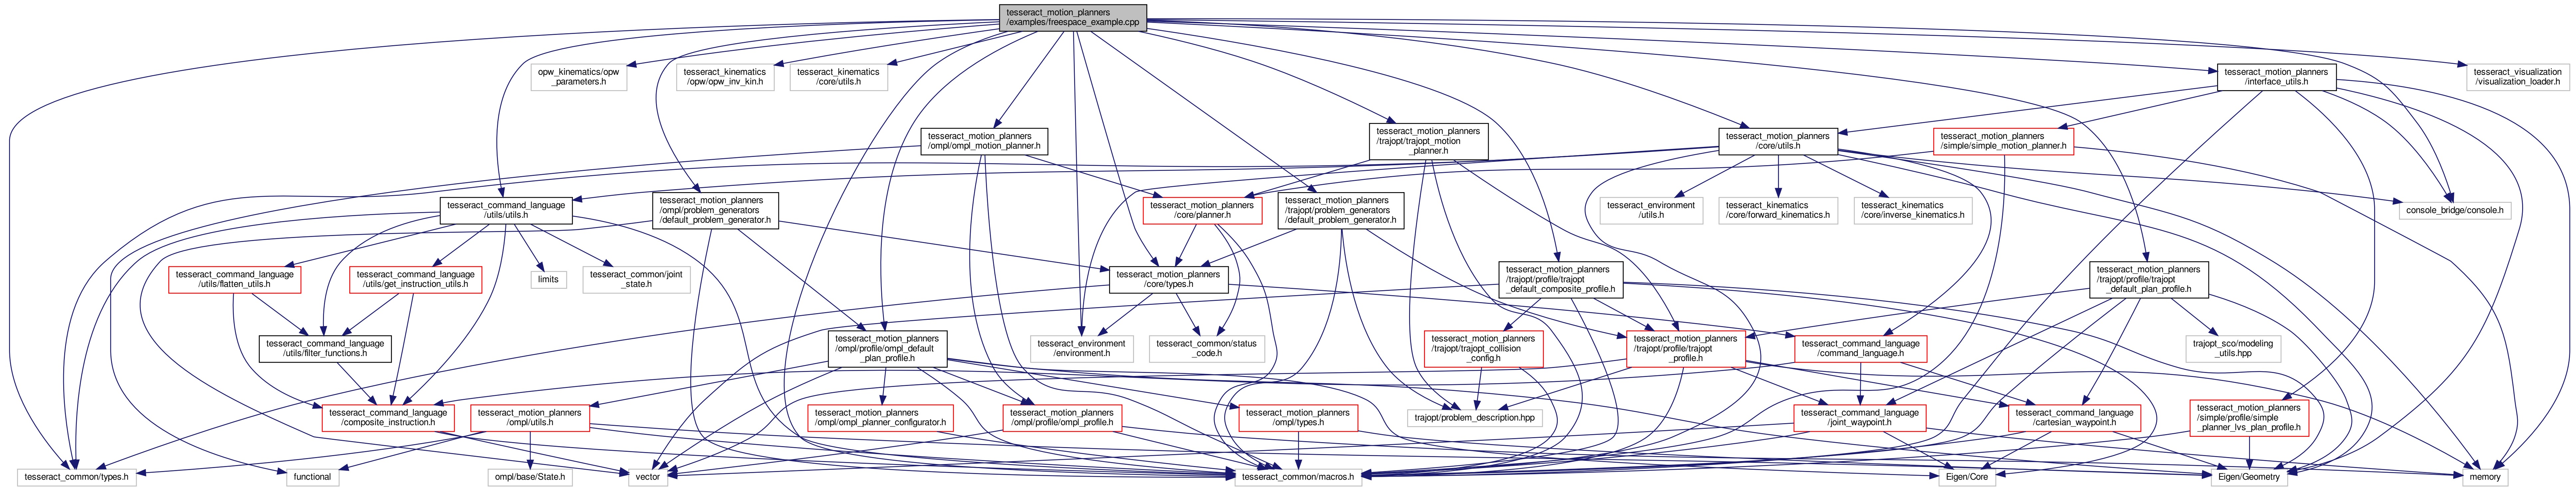 tesseract_motion_planners
/examples/freespace_example.cpp
opw_kinematics/opw
_parameters.h
tesseract_kinematics
/opw/opw_inv_kin.h
tesseract_kinematics
/core/utils.h
tesseract_motion_planners
/interface_utils.h
tesseract_visualization
/visualization_loader.h
tesseract_motion_planners
/ompl/ompl_motion_planner.h
tesseract_motion_planners
/trajopt/trajopt_motion
_planner.h
tesseract_motion_planners
/core/utils.h
tesseract_motion_planners
/simple/simple_motion_planner.h
tesseract_command_language
/utils/utils.h
tesseract_motion_planners
/ompl/problem_generators
/default_problem_generator.h
tesseract_motion_planners
/core/planner.h
tesseract_motion_planners
/trajopt/problem_generators
/default_problem_generator.h
tesseract_environment
/utils.h
tesseract_kinematics
/core/forward_kinematics.h
tesseract_kinematics
/core/inverse_kinematics.h
console_bridge/console.h
tesseract_command_language
/utils/flatten_utils.h
tesseract_command_language
/utils/get_instruction_utils.h
limits
tesseract_common/joint
_state.h
tesseract_motion_planners
/core/types.h
tesseract_motion_planners
/trajopt/profile/trajopt
_default_composite_profile.h
tesseract_motion_planners
/trajopt/profile/trajopt
_default_plan_profile.h
tesseract_command_language
/utils/filter_functions.h
tesseract_motion_planners
/ompl/profile/ompl_default
_plan_profile.h
tesseract_environment
/environment.h
tesseract_common/status
_code.h
tesseract_motion_planners
/trajopt/trajopt_collision
_config.h
tesseract_motion_planners
/trajopt/profile/trajopt
_profile.h
tesseract_command_language
/command_language.h
trajopt_sco/modeling
_utils.hpp
tesseract_command_language
/composite_instruction.h
tesseract_motion_planners
/ompl/utils.h
tesseract_motion_planners
/ompl/ompl_planner_configurator.h
tesseract_motion_planners
/ompl/profile/ompl_profile.h
tesseract_motion_planners
/ompl/types.h
trajopt/problem_description.hpp
tesseract_command_language
/joint_waypoint.h
tesseract_command_language
/cartesian_waypoint.h
tesseract_motion_planners
/simple/profile/simple
_planner_lvs_plan_profile.h
tesseract_common/types.h
functional
ompl/base/State.h
vector
tesseract_common/macros.h
Eigen/Core
Eigen/Geometry
memory